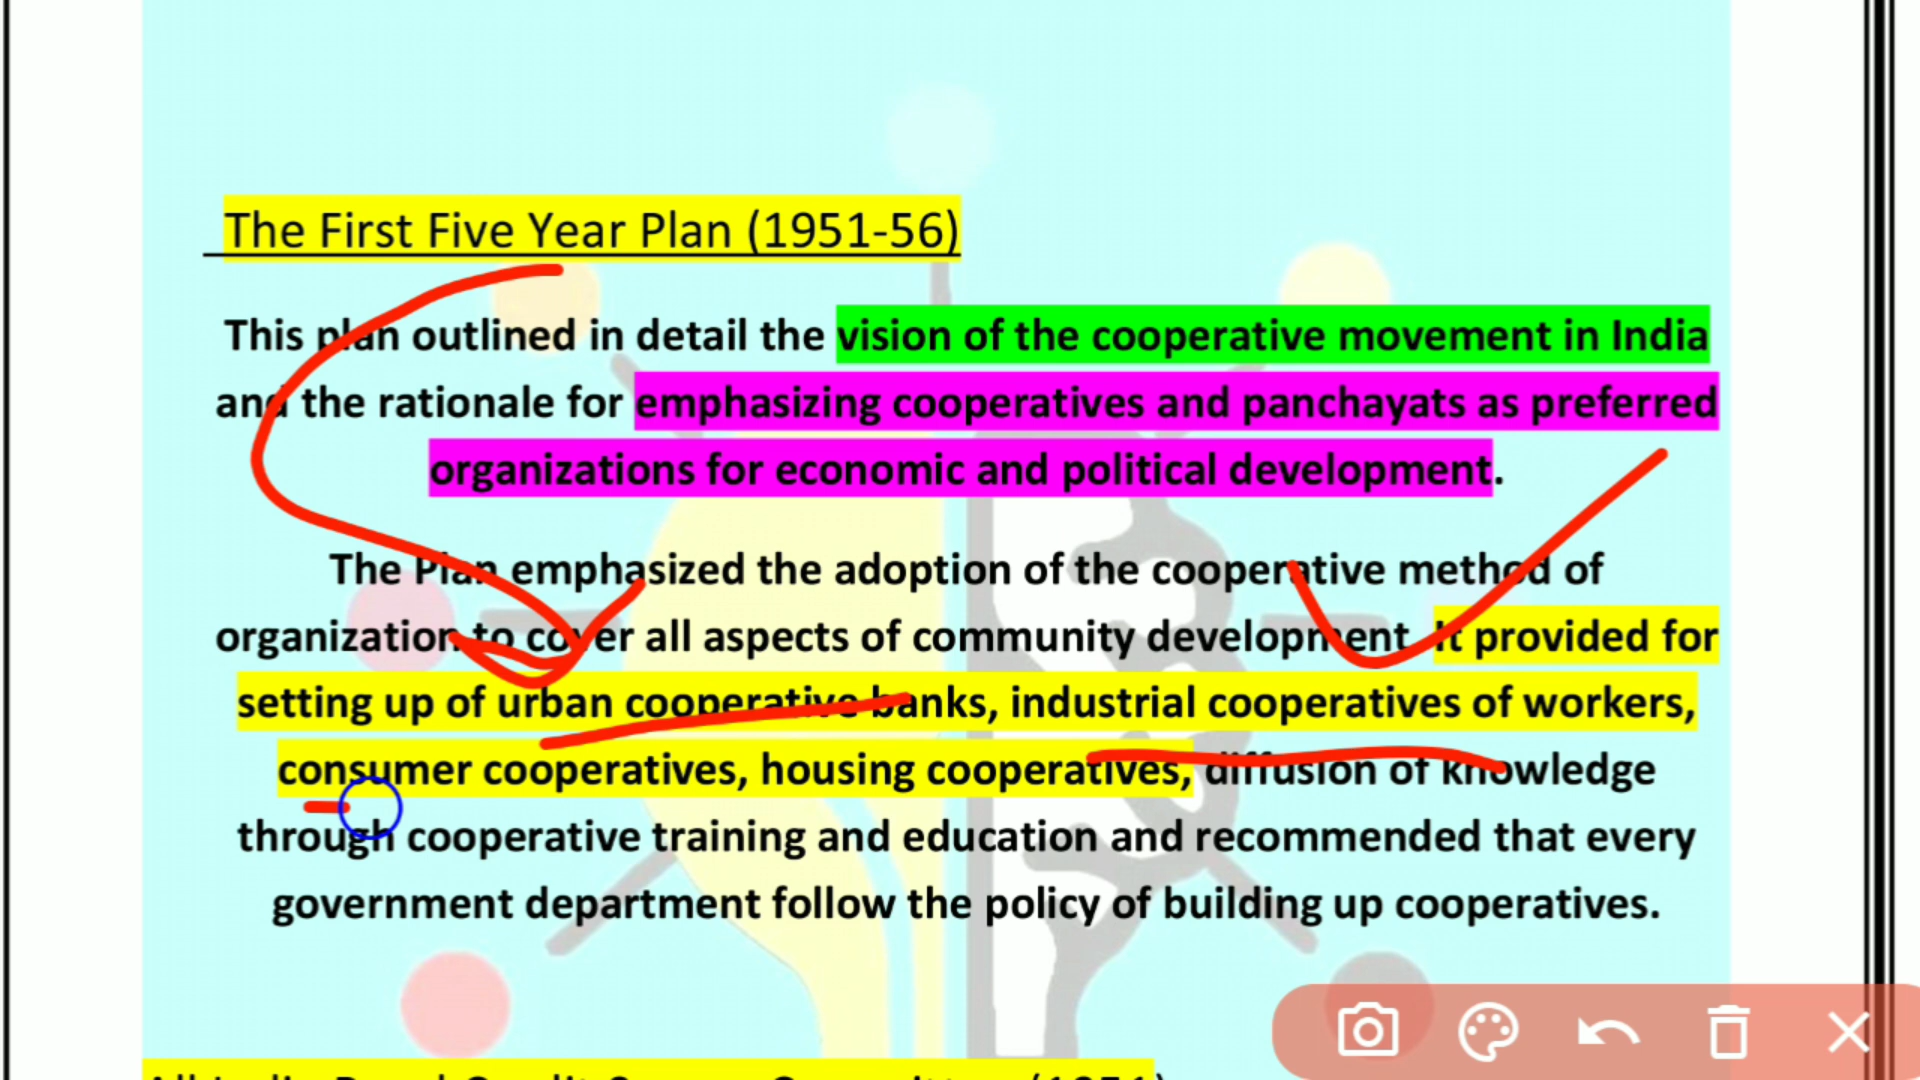 The First Five Year Plan (1951-56)
This plan outlined in detail the vision of the cooperative movement in India
and the rationale for emphasizing cooperatives and panchayats as preferred
organizations for economic and political development.
The Plan emphasized the adoption of the cooperative method of
organization to cover all aspects of community development. It provided for
setting up of urban cooperative banks, industrial cooperatives of workers,
consumer cooperatives, housing cooperatives, diffusion of knowledge
through cooperative training and education and recommended that every
government department follow the policy of building up cooperatives.